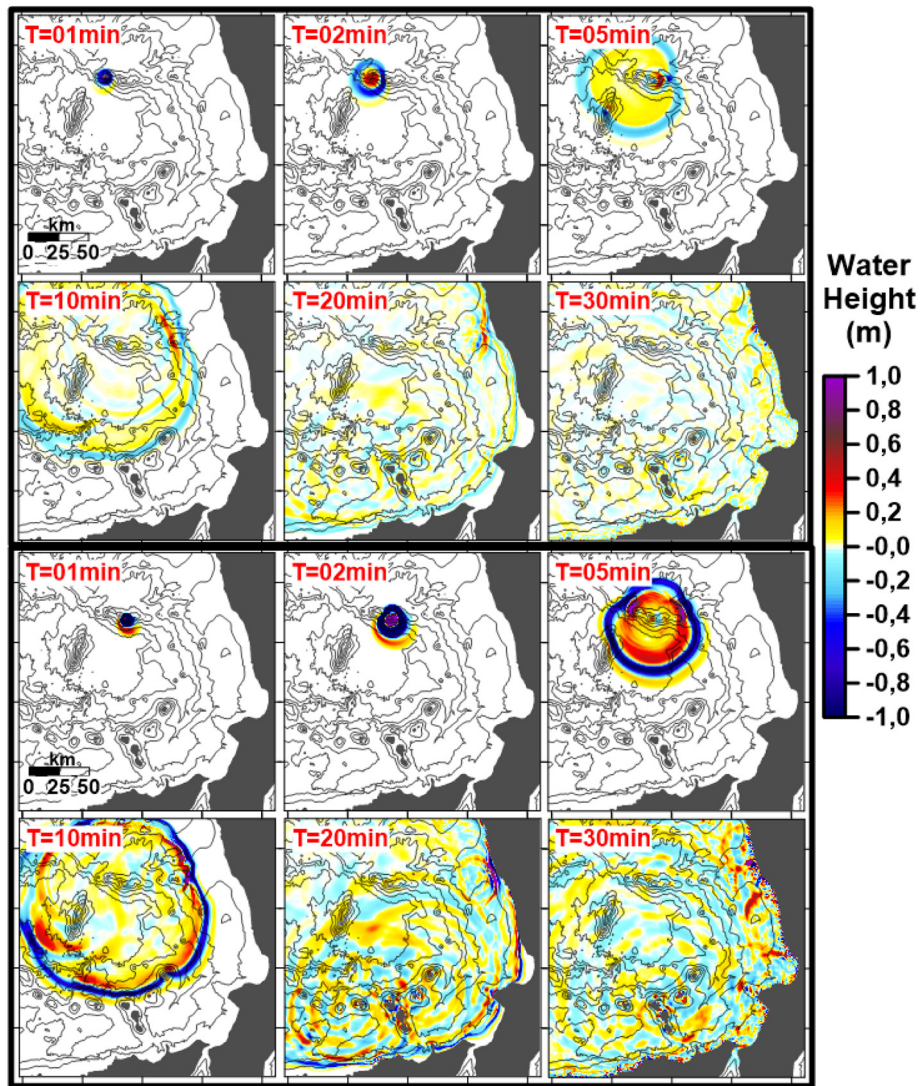 T=01min
T=02min
T=05min
km
0 25 50
T=10min
T=20min
T=30min
T=01min
T=02min
T=05min
km
0 25 50
T=10min
T=20min
T=30min
Water
Height
(m)
1,0
0,8
0,6
0,4
0,2
-0,0
-0,2
-0,4
-0,6
-0,8
-1,0